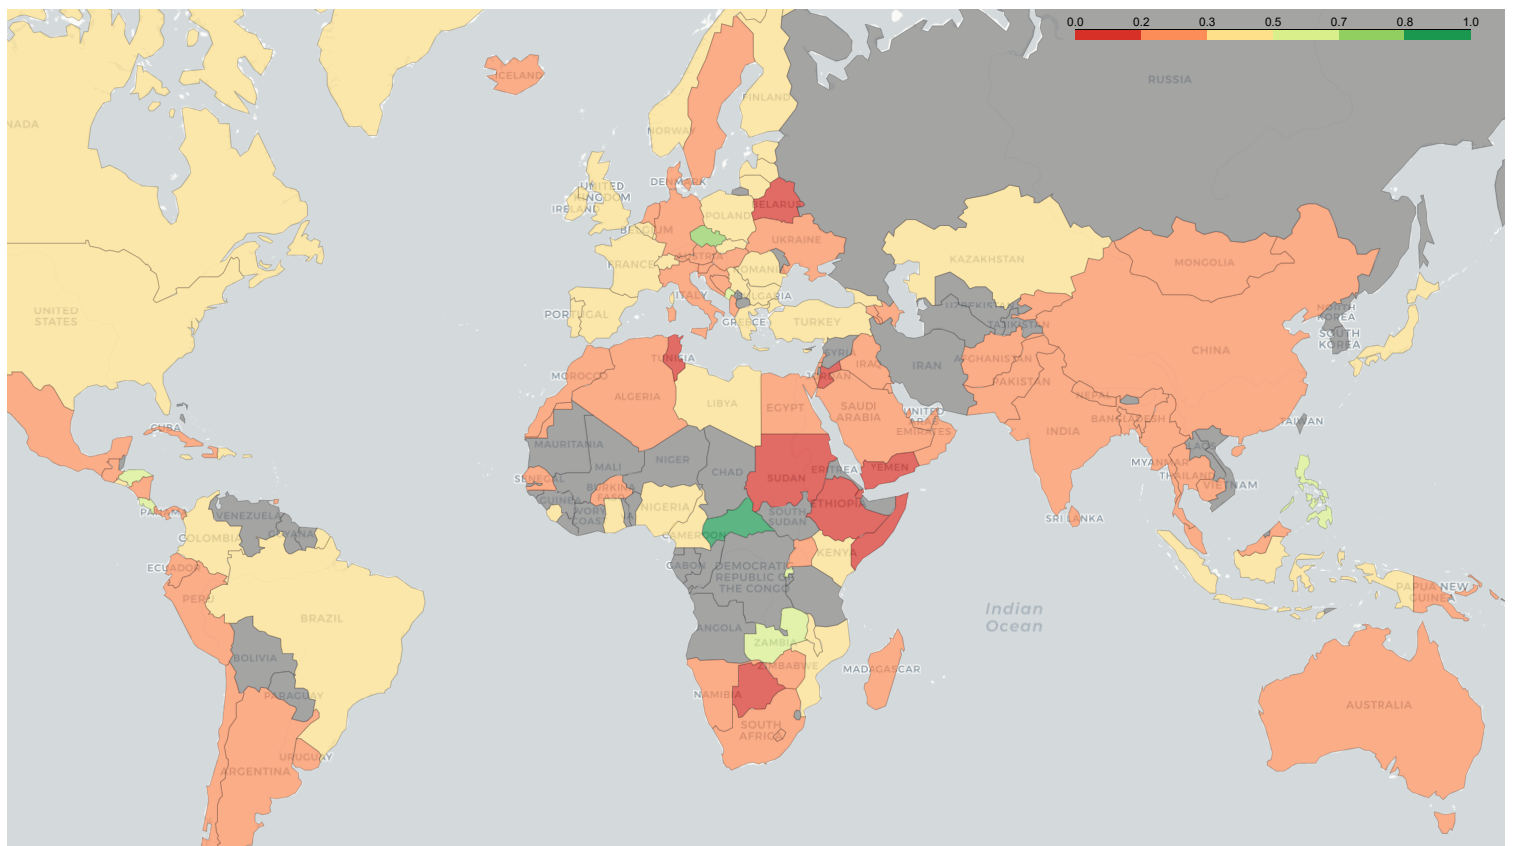 0.0 0.2 0.3 0.5 0.7 0.8 1.0
ICELAND
RUSSIA
FINLAND
NADA
NORWAY
DENMARK
UNITED
KINGDOM
IRELAND
BELARUS
POLAND
BELGIUM
UKRAINE
AUSTRIA
FRANCE
KAZAKHSTAN
MONGOLIA
ROMANIA
ITALY
BULGARIA
UZBEKISTAN
NORTH
KOREA
UNITED
STATES
PORTUGAL
GREECE
TURKEY
TAJIKISTAN
SOUTH
KOREA
TUNISIA
SYRIA
CHINA
IRAN
AFGHANISTAN
IRAQ
MOROCCO
JORDAN
PAKISTAN
ALGERIA
LIBYA
EGYPT
SAUDI
ARABIA
NEPAL
UNITED
ARAB
EMIRATES
BANGLADESH
TAIWAN
CUBA
INDIA
MAURITANIA
LAOS
MALI
NIGER
CHAD
ERITREA
YEMEN
MYANMAR
SENEGAL
SUDAN
THAILAND
BURKINA
FASO
VIETNAM
GUINEA
NIGERIA
ETHIOPIA
PANAMA
VENEZUELA
IVORY
COAST
SOUTH
SUDAN
SRI LANKA
GUYANA
COLOMBIA
CAMEROON
KENYA
ECUADOR
GABON
DEMOCRATIC
REPUBLIC OF
THE CONGO
PAPUA NEW
GUINEA
PERU
Indian
Ocean
BRAZIL
ANGOLA
ZAMBIA
BOLIVIA
ZIMBABWE
MADAGASCAR
PARAGUAY
NAMIBIA
AUSTRALIA
SOUTH
AFRICA
URUGUAY
ARGENTINA